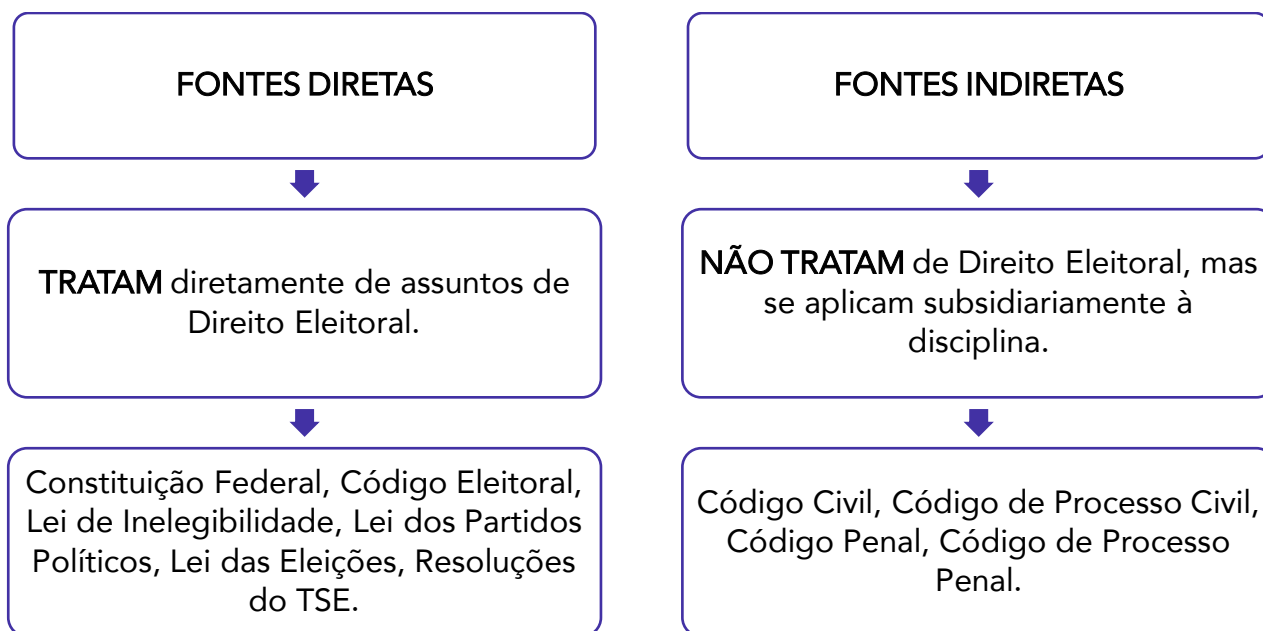 FONTES DIRETAS
TRATAM diretamente de assuntos de
Direito Eleitoral.
Constituição Federal, Código Eleitoral,
Lei de Inelegibilidade, Lei dos Partidos
Políticos, Lei das Eleições, Resoluções
do TSE.
FONTES INDIRETAS
NÃO TRATAM de Direito Eleitoral, mas
se aplicam subsidiariamente à
disciplina.
Código Civil, Código de Processo Civil,
Código Penal, Código de Processo
Penal.